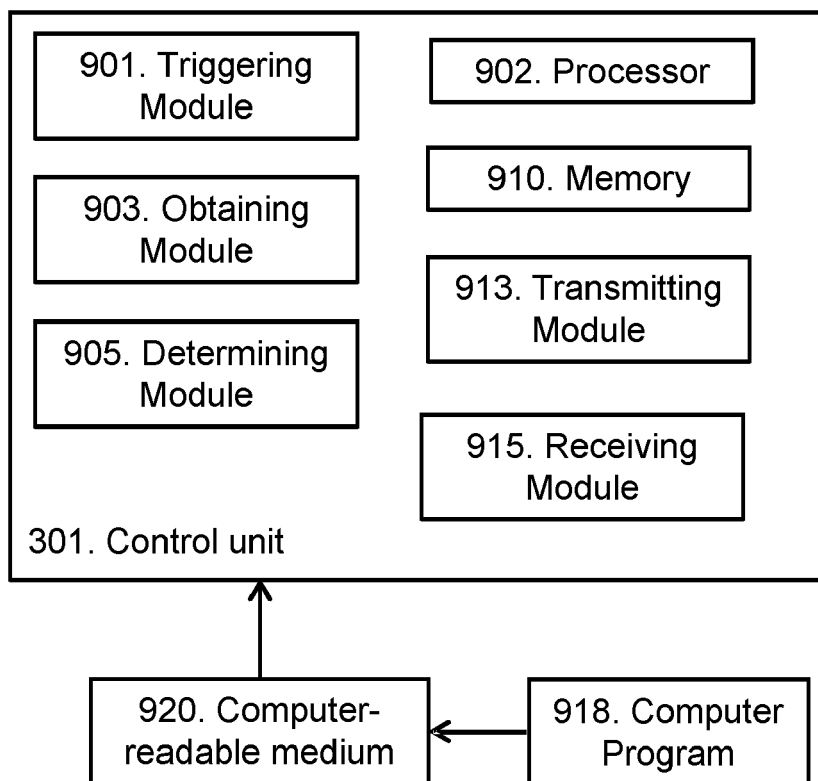 901. Triggering
Module
902. Processor
903. Obtaining
Module
910. Memory
905. Determining
Module
913. Transmitting
Module
915. Receiving
Module
301. Control unit
920. Computer-
readable medium
918. Computer
Program